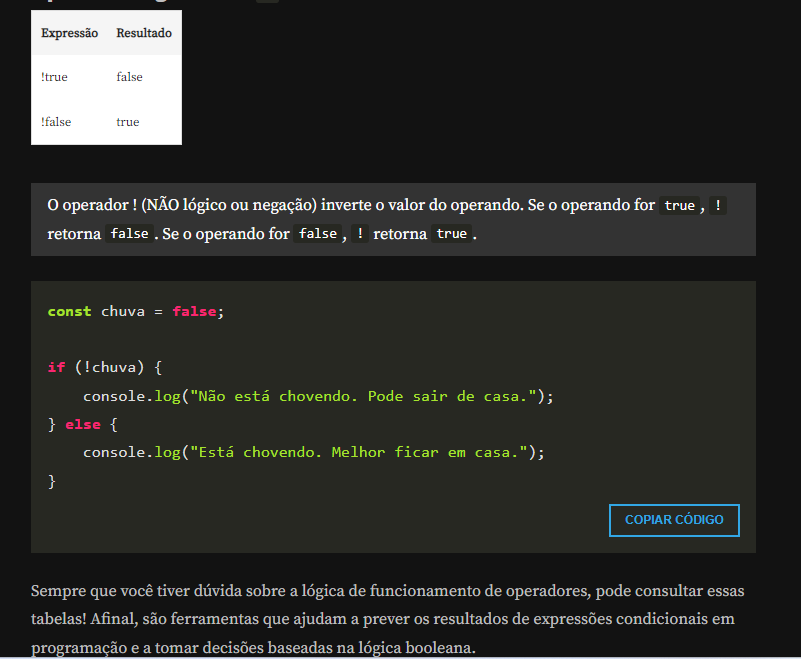 Expressão Resultado
!true false
!false true
O operador ! (NÃO lógico ou negação) inverte o valor do operando. Se o operando for true , !
retorna false . Se o operando for false , ! retorna true .
const chuva = false;
if (!chuva) {
    console.log("Não está chovendo. Pode sair de casa.");
} else {
    console.log("Está chovendo. Melhor ficar em casa.");
}
COPIAR CÓDIGO
Sempre que você tiver dúvida sobre a lógica de funcionamento de operadores, pode consultar essas
tabelas! Afinal, são ferramentas que ajudam a prever os resultados de expressões condicionais em
programação e a tomar decisões baseadas na lógica booleana.